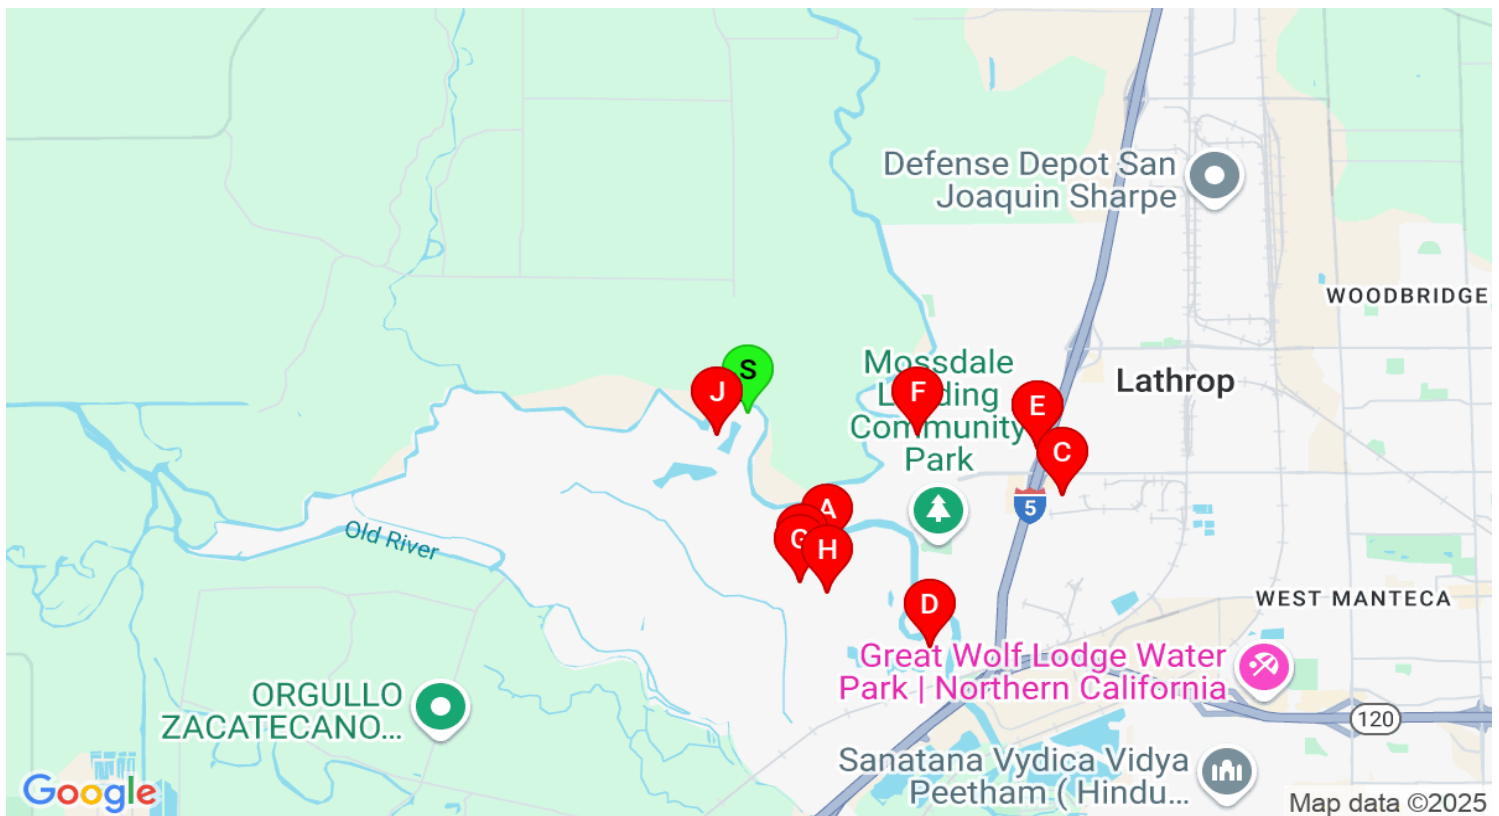 Defense Depot San
Joaquin Sharpe
WOODBRIDGE
S
J
Mossdale
Landing
Community
Park
F
E
Lathrop
C
5
A
G
H
Old River
D
WEST MANTECA
Great Wolf Lodge Water
Park | Northern California
ORGULLO
ZACATECANO...
120
Sanatana Vydica Vidya
Peetham ( Hindu...
Google
Map data ©2025